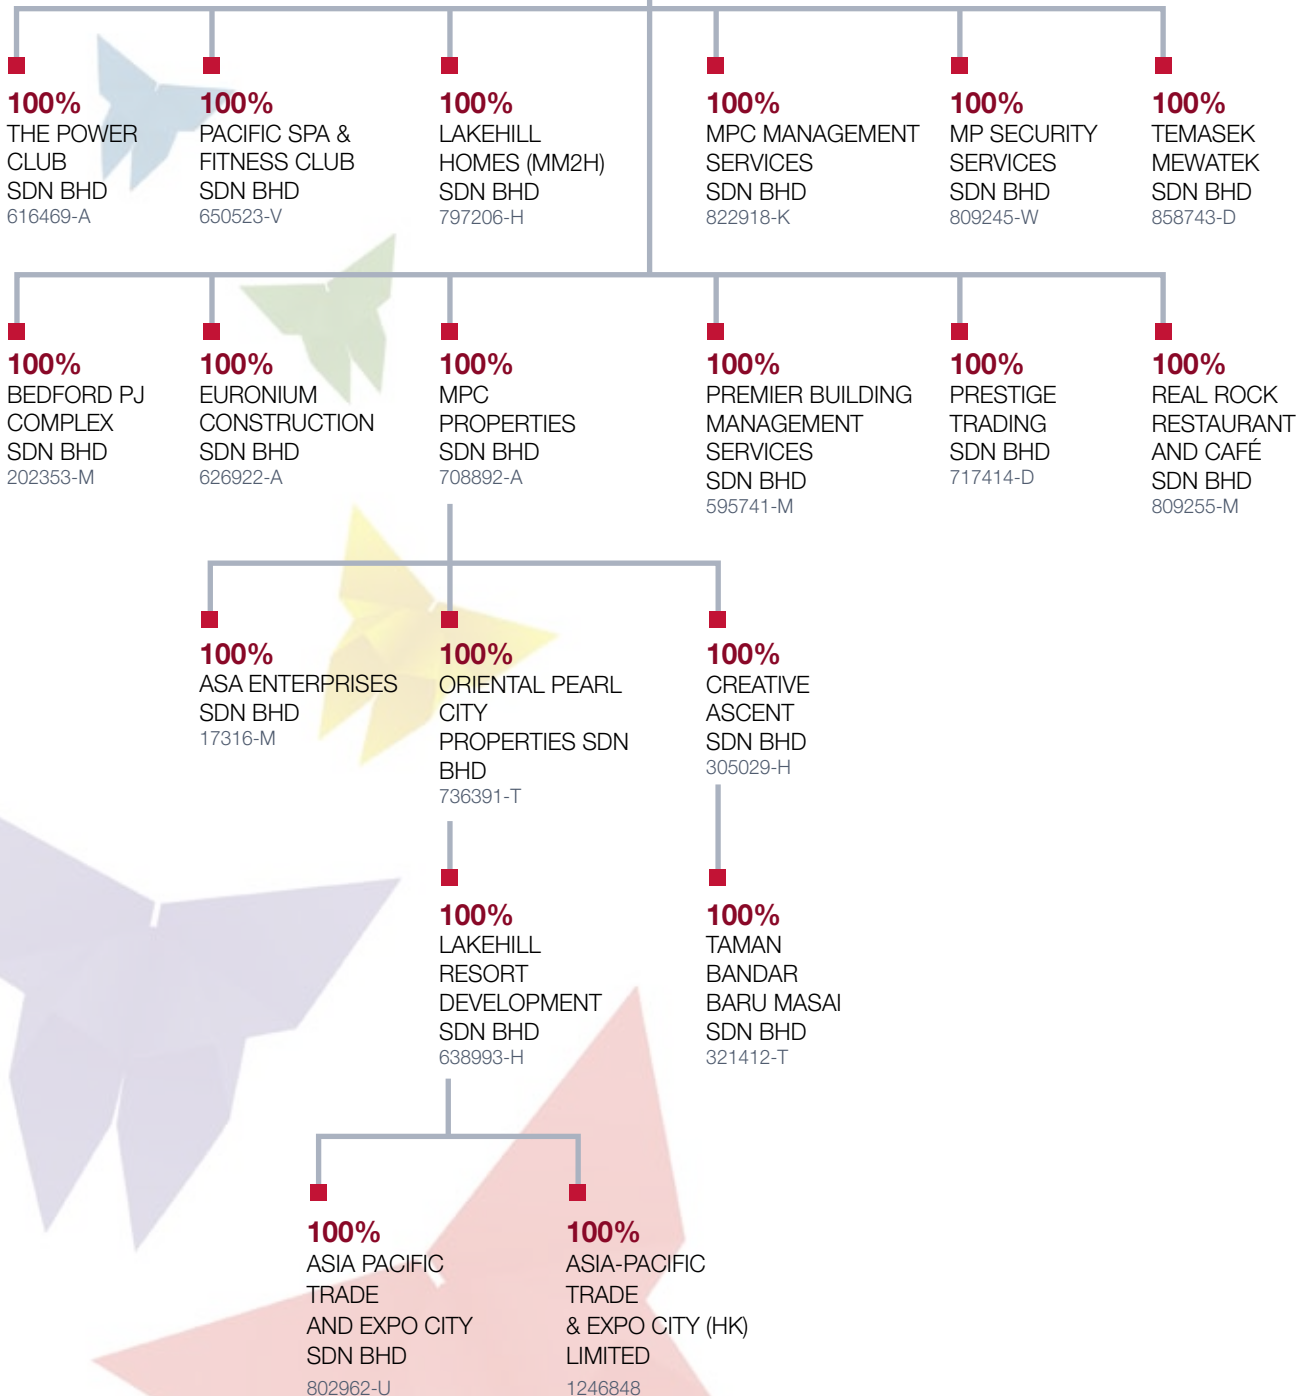 100%
THE POWER
CLUB
SDN BHD
616469-A
100%
PACIFIC SPA &
FITNESS CLUB
SDN BHD
650523-V
100%
LAKEHILL
HOMES (MM2H)
SDN BHD
797206-H
100%
MPC MANAGEMENT
SERVICES
SDN BHD
822918-K
100%
MP SECURITY
SERVICES
SDN BHD
809245-W
100%
TEMASEK
MEWATEK
SDN BHD
858743-D
100%
BEDFORD PJ
COMPLEX
SDN BHD
202353-M
100%
EURONIUM
CONSTRUCTION
SDN BHD
626922-A
100%
MPC
PROPERTIES
SDN BHD
708892-A
100%
PREMIER BUILDING
MANAGEMENT
SERVICES
SDN BHD
595741-M
100%
PRESTIGE
TRADING
SDN BHD
717414-D
100%
REAL ROCK
RESTAURANT
AND CAFÉ
SDN BHD
809255-M
100%
ASA ENTERPRISES
SDN BHD
17316-M
100%
ORIENTAL PEARL
CITY
PROPERTIES SDN
BHD
736391-T
100%
CREATIVE
ASCENT
SDN BHD
305029-H
100%
LAKEHILL
RESORT
DEVELOPMENT
SDN BHD
638993-H
100%
TAMAN
BANDAR
BARU MASAI
SDN BHD
321412-T
100%
ASIA PACIFIC
TRADE
AND EXPO CITY
SDN BHD
802962-U
100%
ASIA-PACIFIC
TRADE
& EXPO CITY (HK)
LIMITED
1246848